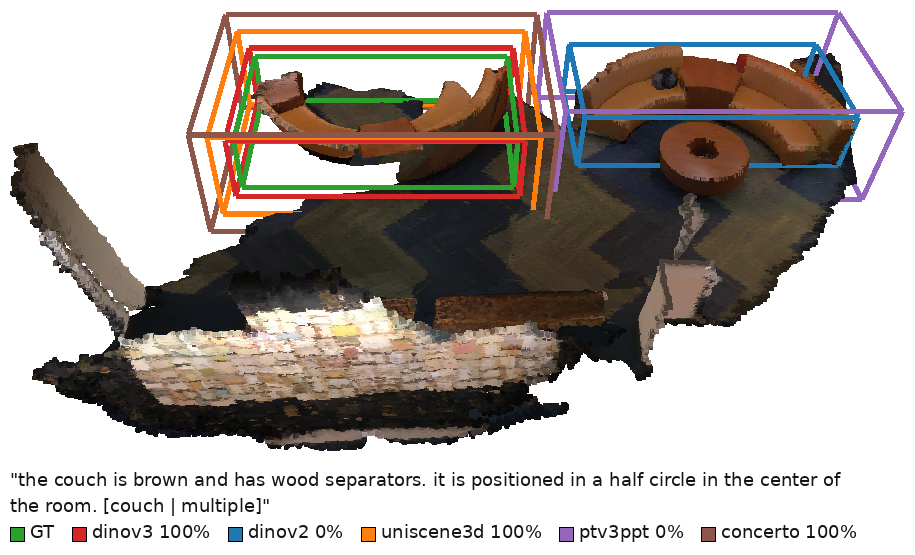 "the couch is brown and has wood separators. it is positioned in a half circle in the center of
the room. [couch | multiple]"
GT dinov3 100% dinov2 0% uniscene3d 100% ptv3ppt 0% concerto 100%